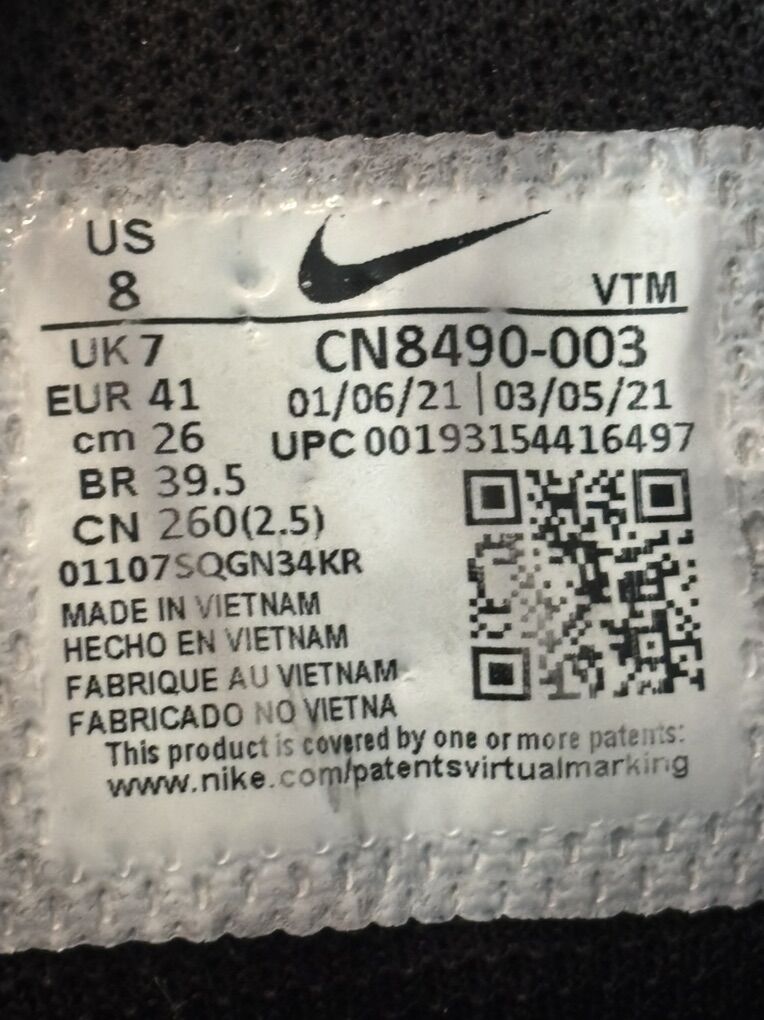 US
8
VTM
UK 7
CN8490-003
EUR 41
01/06/21 | 03/05/21
cm 26
UPC 00193154416497
BR 39.5
CN 260(2.5)
01107SQGN34KR
MADE IN VIETNAM
HECHO EN VIETNAM
FABRIQUE AU VIETNAM
FABRICADO NO VIETNA
This product is covered by one or more patents:
www.nike.com/patentsvirtualmarking